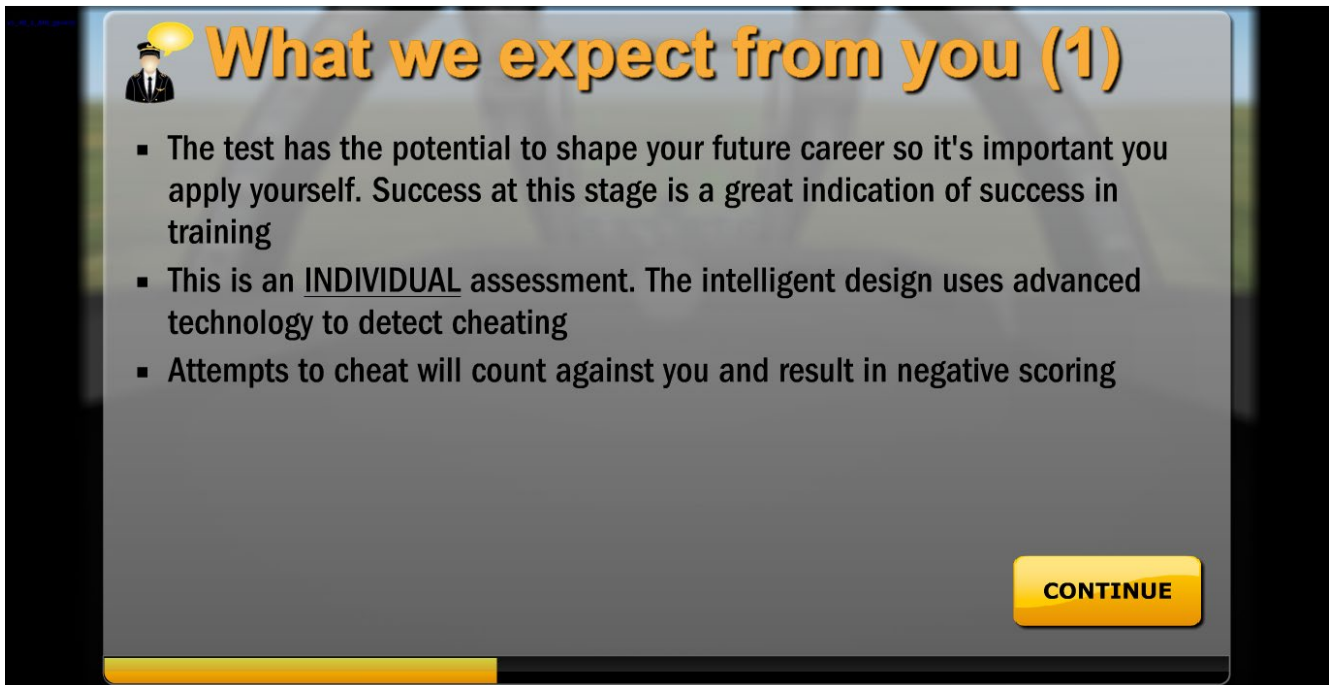 What we expect from you (1)
▪ The test has the potential to shape your future career so it's important you
apply yourself. Success at this stage is a great indication of success in
training
▪ This is an INDIVIDUAL assessment. The intelligent design uses advanced
technology to detect cheating
▪ Attempts to cheat will count against you and result in negative scoring
CONTINUE